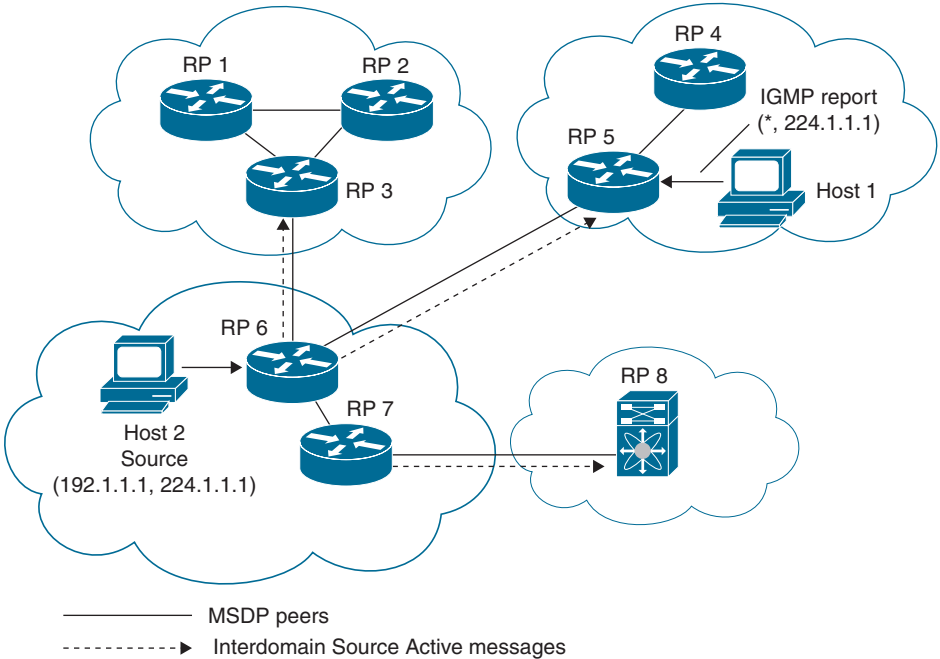 RP 1
RP 2
RP 3
RP 4
RP 5
IGMP report
(*, 224.1.1.1)
Host 1
RP 6
RP 7
Host 2
Source
(192.1.1.1, 224.1.1.1)
RP 8
MSDP peers
Interdomain Source Active messages